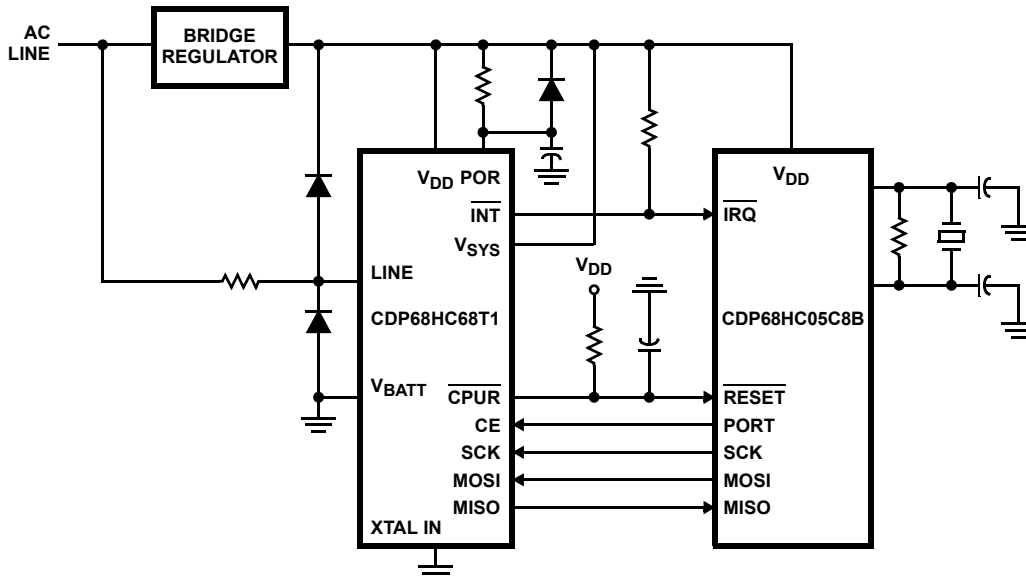 AC
LINE
BRIDGE
REGULATOR
VDD POR
INT
VSYS
LINE
CDP68HC68T1
VBATT
CPUR
CE
SCK
MOSI
MISO
XTAL IN
VDD
VDD
IRQ
CDP68HC05C8B
RESET
PORT
SCK
MOSI
MISO